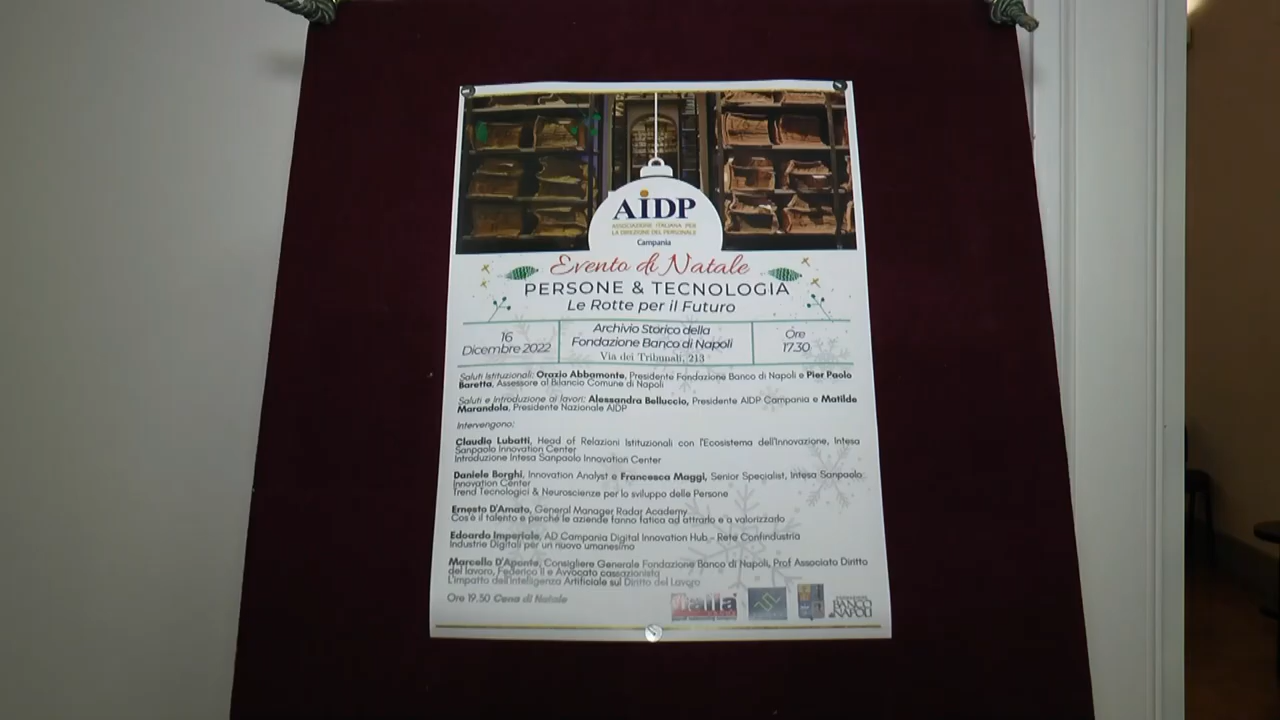 AiDP
ASSOCIAZIONE ITALIANA PER
LA DIREZIONE DEL PERSONALE
Campania
Evento di Natale
PERSONE & TECNOLOGIA
Le Rotte per il Futuro
16
Dicembre 2022
Archivio Storico della
Fondazione Banco di Napoli
Via dei Tribunali, 213
Ore
17.30
Saluti Istituzionali: Orazio Abbamonte, Presidente Fondazione Banco di Napoli e Pier Paolo
Baretta, Assessore al Bilancio Comune di Napoli
Saluti e Introduzione ai lavori: Alessandra Belluccio, Presidente AIDP Campania e Matilde
Marandola, Presidente Nazionale AIDP
Intervengono:
Claudio Lubatti, Head of Relazioni Istituzionali con l'Ecosistema dell'Innovazione, Intesa
Sanpaolo Innovation Center
Introduzione Intesa Sanpaolo Innovation Center
Daniele Borghi, Innovation Analyst e Francesca Maggi, Senior Specialist, Intesa Sanpaolo
Innovation Center
Trend Tecnologici & Neuroscienze per lo sviluppo delle Persone
Ernesto D'Amato, General Manager Radar Academy
Cos'è il talento e perché le aziende fanno fatica ad attrarlo e a valorizzarlo
Edoardo Imperiale, AD Campania Digital Innovation Hub - Rete Confindustria
Industrie Digitali per un nuovo umanesimo
Marcello D'Aponte, Consigliere Generale Fondazione Banco di Napoli, Prof Associato Diritto
del lavoro, Federico II e Avvocato cassazionista
L'impatto dell'Intelligenza Artificiale sul Diritto del Lavoro
Ore 19.50 Cena di Natale
BANCO
NAPOLI